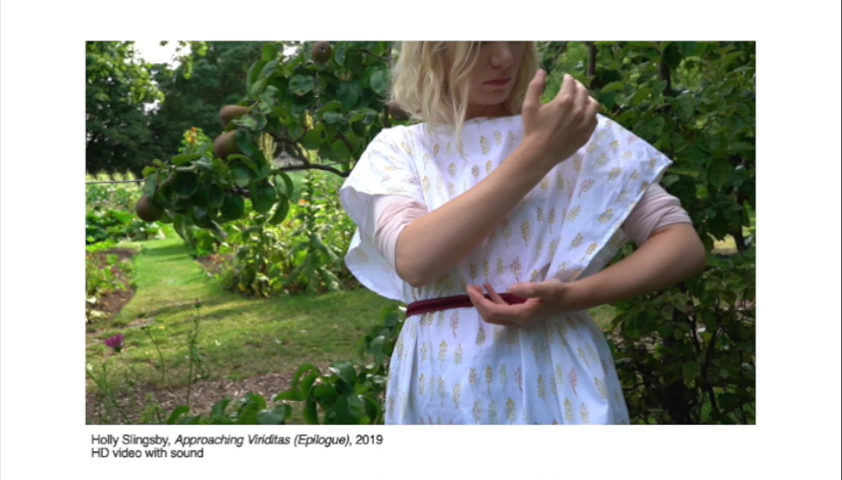 Holly Slingsby, Approaching Viriditas (Epilogue), 2019
HD video with sound